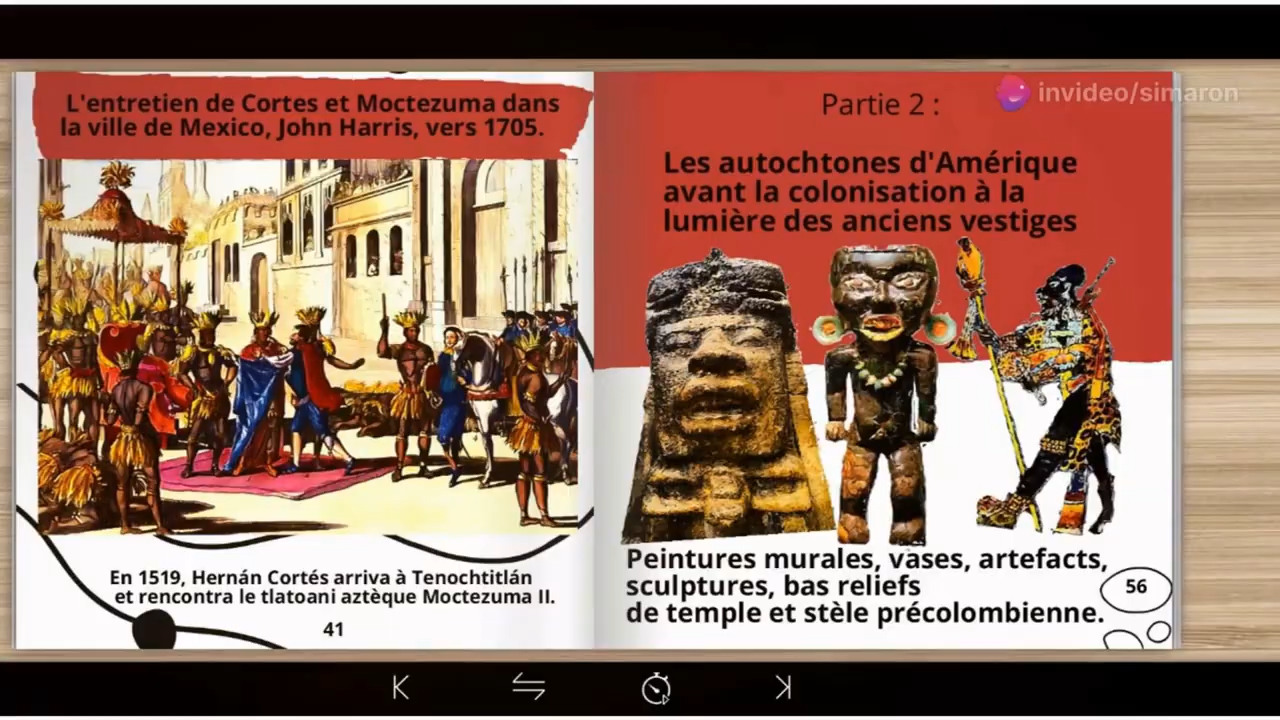 L'entretien de Cortes et Moctezuma dans
la ville de Mexico, John Harris, vers 1705.
En 1519, Hernán Cortés arriva à Tenochtitlán
et rencontra le tlatoani aztèque Moctezuma II.
41
invideo/simaron
Partie 2 :
Les autochtones d'Amérique
avant la colonisation à la
lumière des anciens vestiges
Peintures murales, vases, artefacts,
sculptures, bas reliefs
de temple et stèle précolombienne.
56